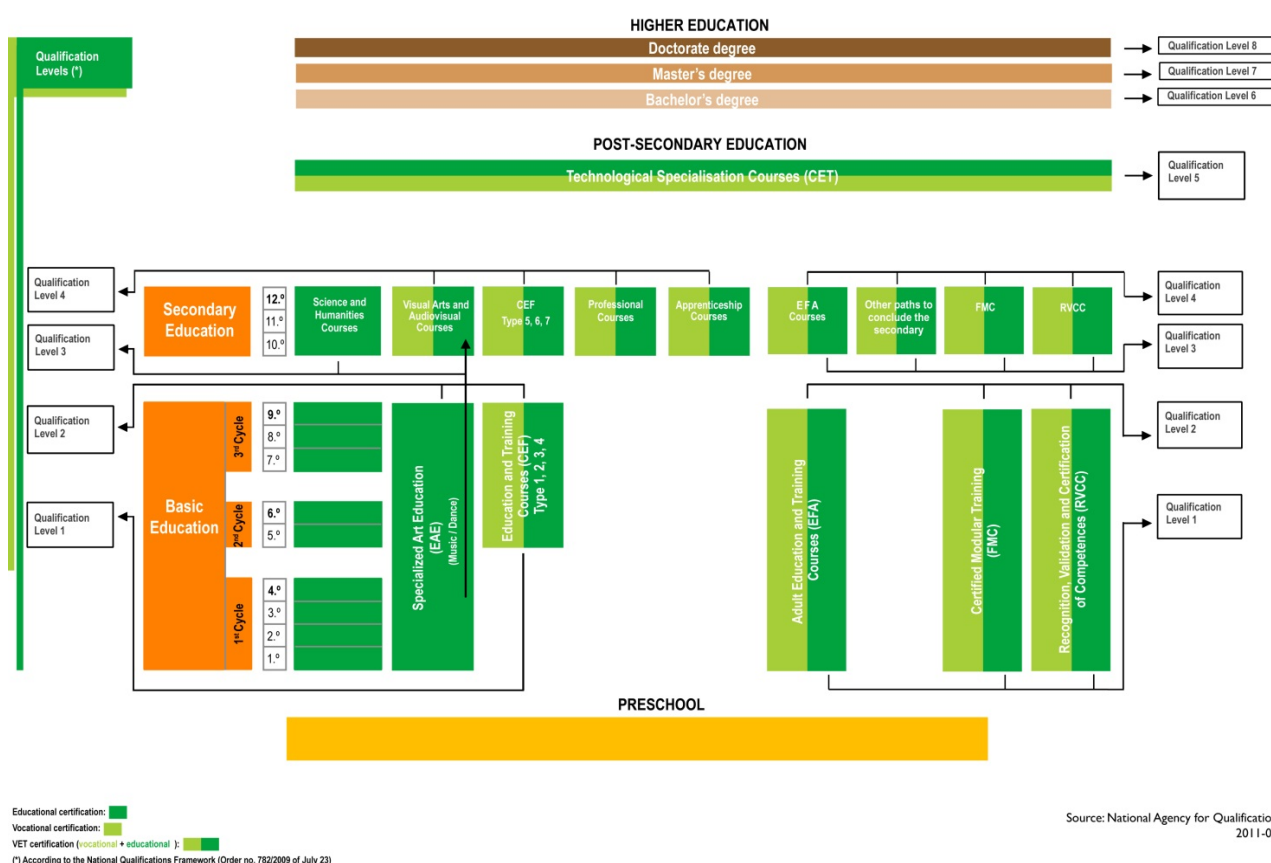 HIGHER EDUCATION
Qualification
Levels (*)
Doctorate degree
Qualification Level 8
Master's degree
Qualification Level 7
Bachelor's degree
Qualification Level 6
POST-SECONDARY EDUCATION
Technological Specialisation Courses (CET)
Qualification
Level 5
Qualification
Level 4
Qualification
Level 3
Secondary
Education
12.º
11.º
10.º
Science and
Humanities
Courses
Visual Arts and
Audiovisual
Courses
CEF
Type 5, 6, 7
Professional
Courses
Apprenticeship
Courses
E F A
Courses
Other paths to
conclude the
secondary
FMC
RVCC
Qualification
Level 4
Qualification
Level 3
Qualification
Level 2
Qualification
Level 1
Basic
Education
3rd Cycle
9.º
8.º
7.º
2nd Cycle
6.º
5.º
1st Cycle
4.º
3.º
2.º
1.º
Specialized Art Education
(EAE)
(Music / Dance)
Education and Training
Courses (CEF)
Type 1, 2, 3, 4
Adult Education and Training
Courses (EFA)
Certified Modular Training
(FMC)
Recognition, Validation and Certification
of Competences (RVCC)
Qualification
Level 2
Qualification
Level 1
PRESCHOOL
Educational certification:
Vocational certification:
VET certification (vocational + educational ):
(*) According to the National Qualifications Framework (Order no. 782/2009 of July 23)
Source: National Agency for Qualificatio
2011-0